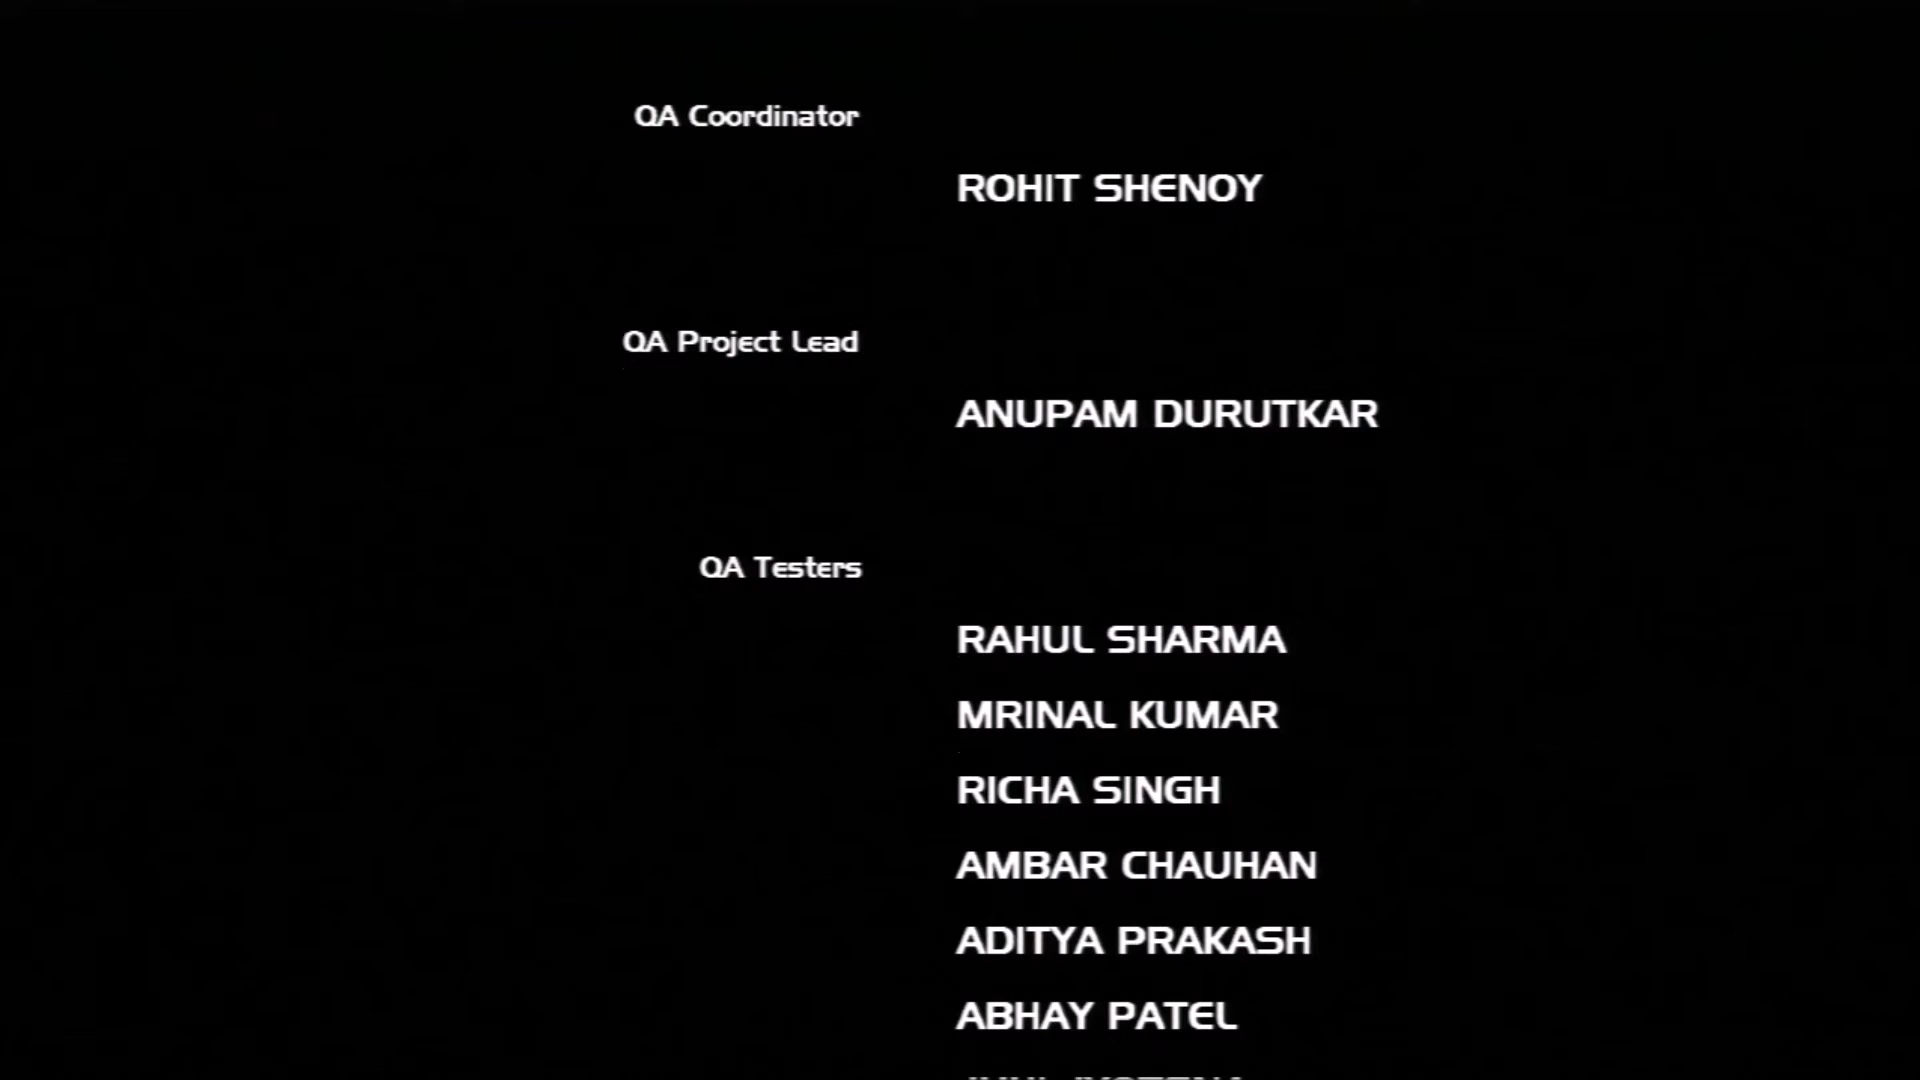 QA Coordinator
ROHIT SHENOY
QA Project Lead
ANUPAM DURUTKAR
QA Testers
RAHUL SHARMA
MRINAL KUMAR
RICHA SINGH
AMBAR CHAUHAN
ADITYA PRAKASH
ABHAY PATEL